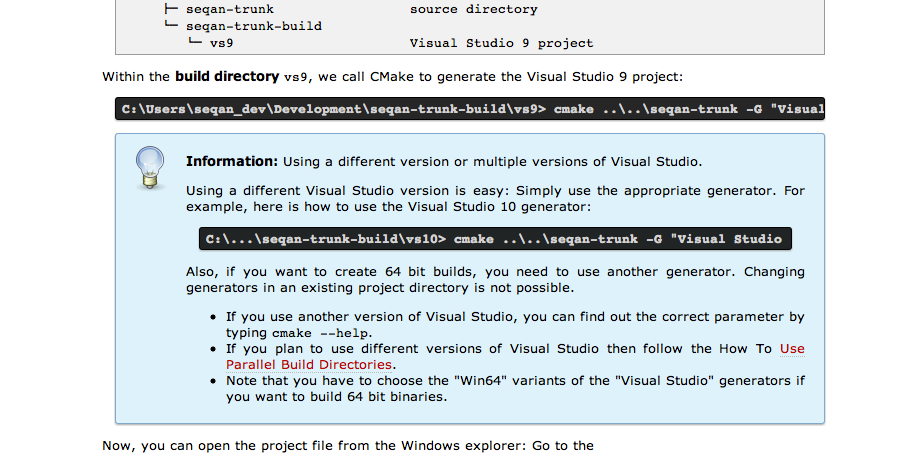 ├─ seqan-trunk source directory
└─ seqan-trunk-build
└─ vs9 Visual Studio 9 project
Within the build directory vs9, we call CMake to generate the Visual Studio 9 project:
C:\Users\seqan_dev\Development\seqan-trunk-build\vs9> cmake ..\..\seqan-trunk -G "Visual
Information: Using a different version or multiple versions of Visual Studio.
Using a different Visual Studio version is easy: Simply use the appropriate generator. For
example, here is how to use the Visual Studio 10 generator:
C:\...\seqan-trunk-build\vs10> cmake ..\..\seqan-trunk -G "Visual Studio
Also, if you want to create 64 bit builds, you need to use another generator. Changing
generators in an existing project directory is not possible.
• If you use another version of Visual Studio, you can find out the correct parameter by
typing cmake --help.
• If you plan to use different versions of Visual Studio then follow the How To Use
Parallel Build Directories.
• Note that you have to choose the "Win64" variants of the "Visual Studio" generators if
you want to build 64 bit binaries.
Now, you can open the project file from the Windows explorer: Go to the